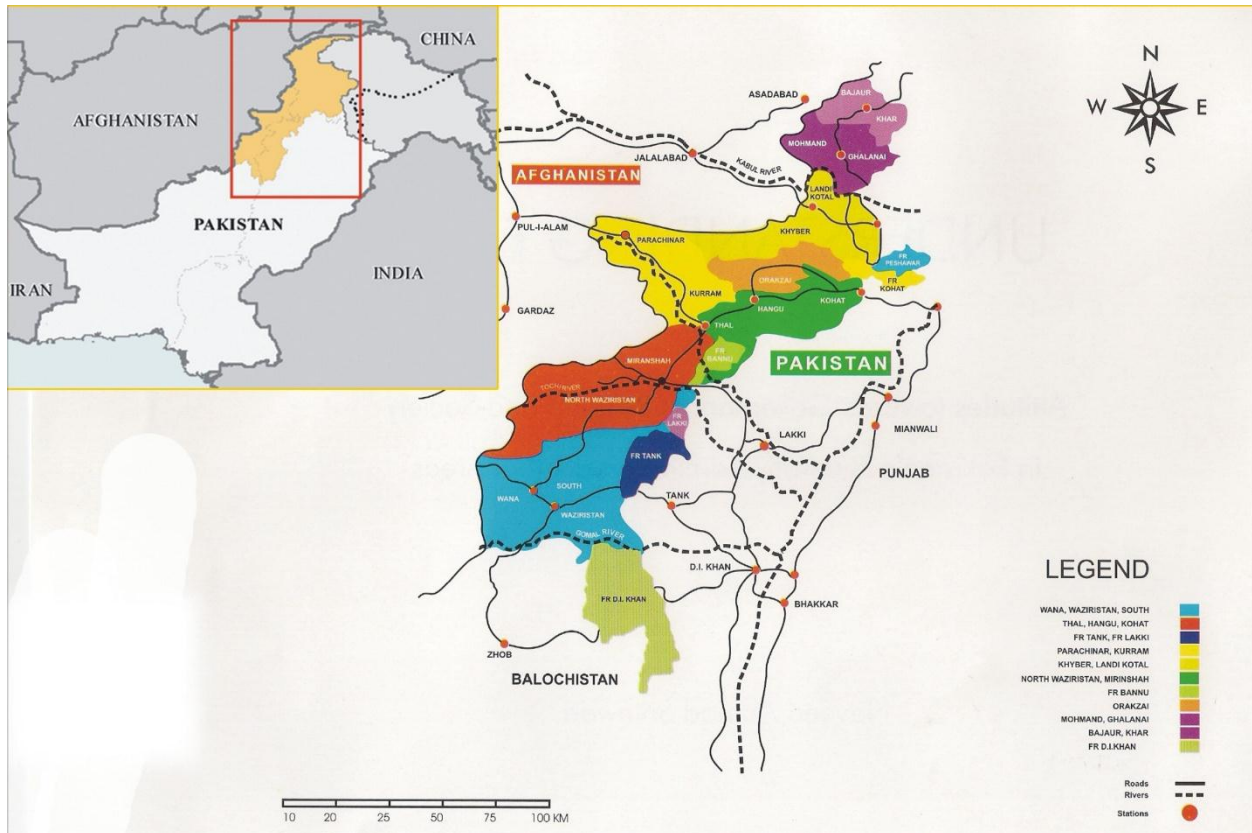 CHINA
AFGHANISTAN
PAKISTAN
IRAN
INDIA
N
W E
S
ASADABAD
BAJAUR
KHAR
MOHMAND
GHALANAI
JALALABAD
KABUL RIVER
AFGHANISTAN
LANDI
KOTAL
PUL-I-ALAM
PARACHINAR
KHYBER
FR
PESHAWAR
FR
KOHAT
ORAKZAI
KURRAM
KOHAT
HANGU
GARDAZ
THAL
FR
BANNU
PAKISTAN
MIRANSHAH
TOCHI RIVER
NORTH WAZIRISTAN
FR
LAKKI
LAKKI
MIANWALI
FR TANK
PUNJAB
SOUTH
WANA
WAZIRISTAN
TANK
GOMAL RIVER
D.I. KHAN
BHAKKAR
FR D.I. KHAN
ZHOB
BALOCHISTAN
LEGEND
WANA, WAZIRISTAN, SOUTH
THAL, HANGU, KOHAT
FR TANK, FR LAKKI
PARACHINAR, KURRAM
KHYBER, LANDI KOTAL
NORTH WAZIRISTAN, MIRINSHAH
FR BANNU
ORAKZAI
MOHMAND, GHALANAI
BAJAUR, KHAR
FR D.I.KHAN
Roads
Rivers
Stations
10 20 25 50 75 100 KM